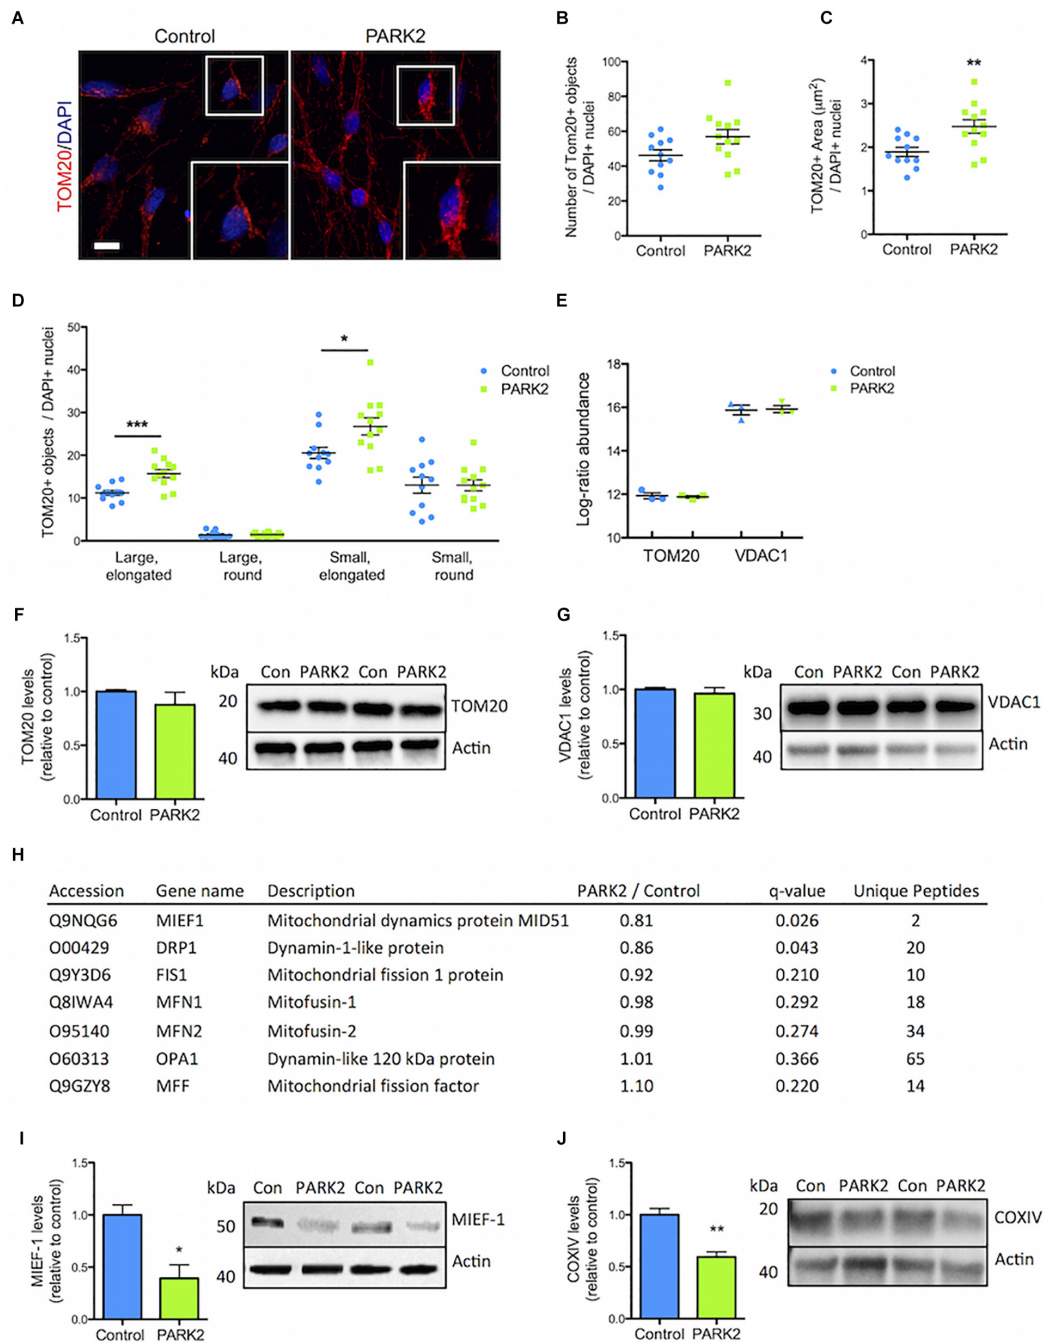 A
Control PARK2
TOM20/DAPI
B
Number of Tom20+ objects
/ DAPI+ nuclei
100
80
60
40
20
0
Control PARK2
C
TOM20+ Area (μm²)
/ DAPI+ nuclei
**
4
3
2
1
0
Control PARK2
D
TOM20+ objects / DAPI+ nuclei
50
40
30
20
10
0
***
*
Control
PARK2
Large,
elongated
Large,
round
Small,
elongated
Small,
round
E
Log-ratio abundance
18
16
14
12
10
Control
PARK2
TOM20 VDAC1
F
TOM20 levels
(relative to control)
1.5
1.0
0.5
0.0
Control PARK2
kDa Con PARK2 Con PARK2
20 TOM20
40 Actin
G
VDAC1 levels
(relative to control)
1.5
1.0
0.5
0.0
Control PARK2
kDa Con PARK2 Con PARK2
30 VDAC1
40 Actin
H
Accession Gene name Description PARK2 / Control q-value Unique Peptides
Q9NQG6 MIEF1 Mitochondrial dynamics protein MID51 0.81 0.026 2
O00429 DRP1 Dynamin-1-like protein 0.86 0.043 20
Q9Y3D6 FIS1 Mitochondrial fission 1 protein 0.92 0.210 10
Q8IWA4 MFN1 Mitofusin-1 0.98 0.292 18
O95140 MFN2 Mitofusin-2 0.99 0.274 34
O60313 OPA1 Dynamin-like 120 kDa protein 1.01 0.366 65
Q9GZY8 MFF Mitochondrial fission factor 1.10 0.220 14
I
MIEF-1 levels
(relative to control)
1.5
1.0
0.5
0.0
*
Control PARK2
kDa Con PARK2 Con PARK2
50 MIEF-1
40 Actin
J
COXIV levels
(relative to control)
1.5
1.0
0.5
0.0
**
Control PARK2
kDa Con PARK2 Con PARK2
20 COXIV
40 Actin